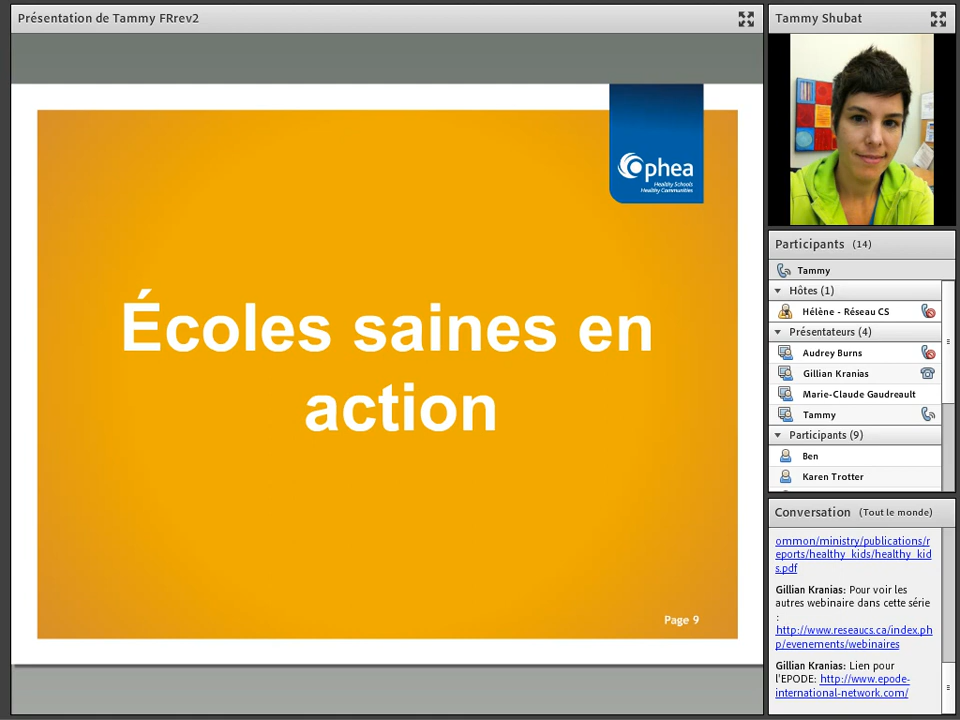 Présentation de Tammy FRrev2
Ophea
Healthy Schools
Healthy Communities
Écoles saines en
action
Page 9
Tammy Shubat
Participants (14)
Tammy
Hôtes (1)
Hélène - Réseau CS
Présentateurs (4)
Audrey Burns
Gillian Kranias
Marie-Claude Gaudreault
Tammy
Participants (9)
Ben
Karen Trotter
Conversation (Tout le monde)
ommon/ministry/publications/r
eports/healthy_kids/healthy_kid
s.pdf
Gillian Kranias: Pour voir les
autres webinaire dans cette série
:
http://www.reseaucs.ca/index.ph
p/evenements/webinaires
Gillian Kranias: Lien pour
l'EPODE: http://www.epode-
international-network.com/